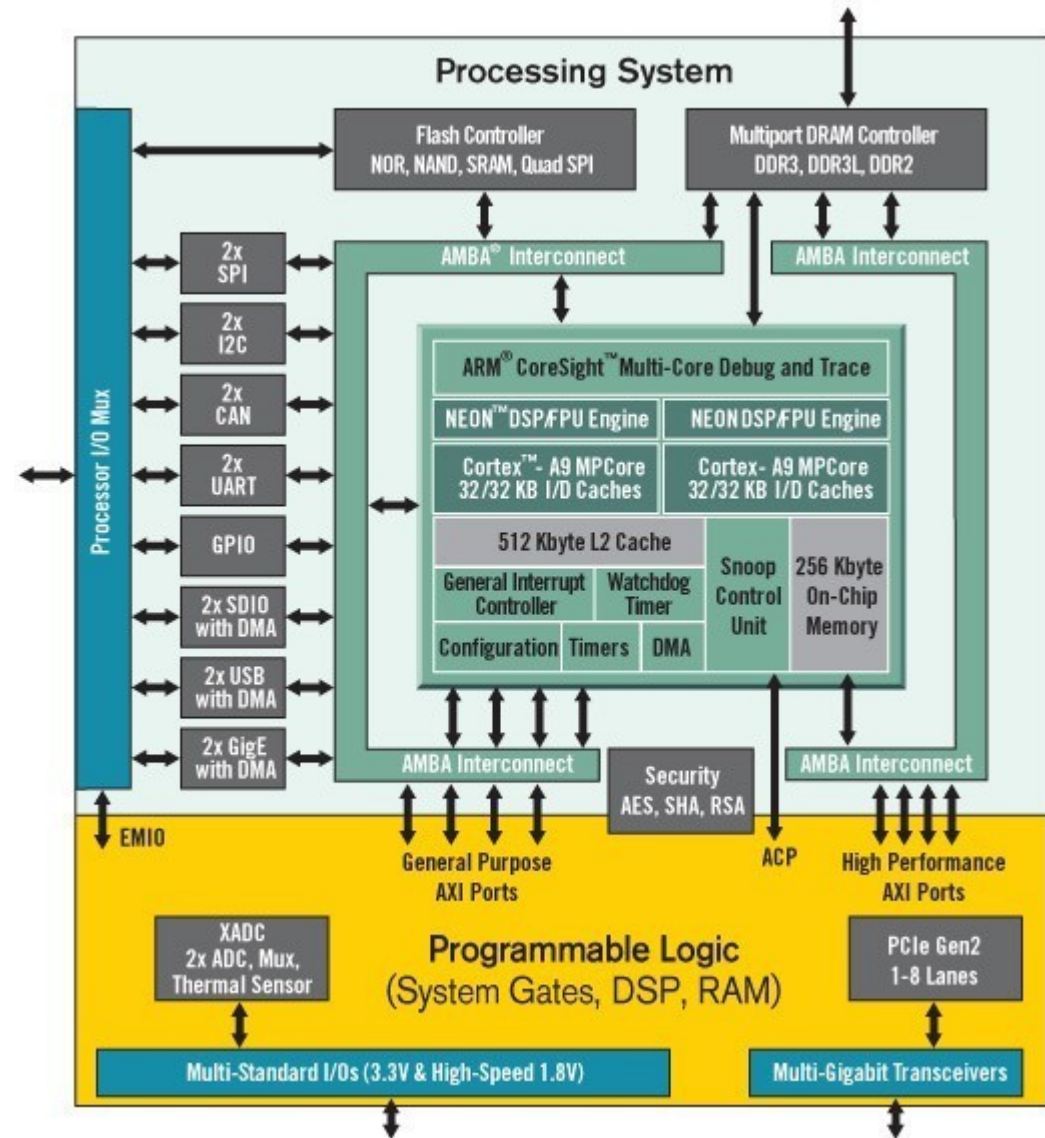 Processing System
Flash Controller
NOR, NAND, SRAM, Quad SPI
Multiport DRAM Controller
DDR3, DDR3L, DDR2
AMBA® Interconnect
AMBA Interconnect
Processor I/O Mux
2x
SPI
2x
I2C
2x
CAN
2x
UART
GPIO
2x SDIO
with DMA
2x USB
with DMA
2x GigE
with DMA
ARM® CoreSight™ Multi-Core Debug and Trace
NEON™ DSP/FPU Engine
NEON DSP/FPU Engine
Cortex™- A9 MPCore
32/32 KB I/D Caches
Cortex- A9 MPCore
32/32 KB I/D Caches
512 Kbyte L2 Cache
General Interrupt
Controller
Watchdog
Timer
Configuration
Timers
DMA
Snoop
Control
Unit
256 Kbyte
On-Chip
Memory
AMBA Interconnect
Security
AES, SHA, RSA
AMBA Interconnect
EMIO
General Purpose
AXI Ports
ACP
High Performance
AXI Ports
XADC
2x ADC, Mux,
Thermal Sensor
Programmable Logic
(System Gates, DSP, RAM)
PCIe Gen2
1-8 Lanes
Multi-Standard I/Os (3.3V & High-Speed 1.8V)
Multi-Gigabit Transceivers